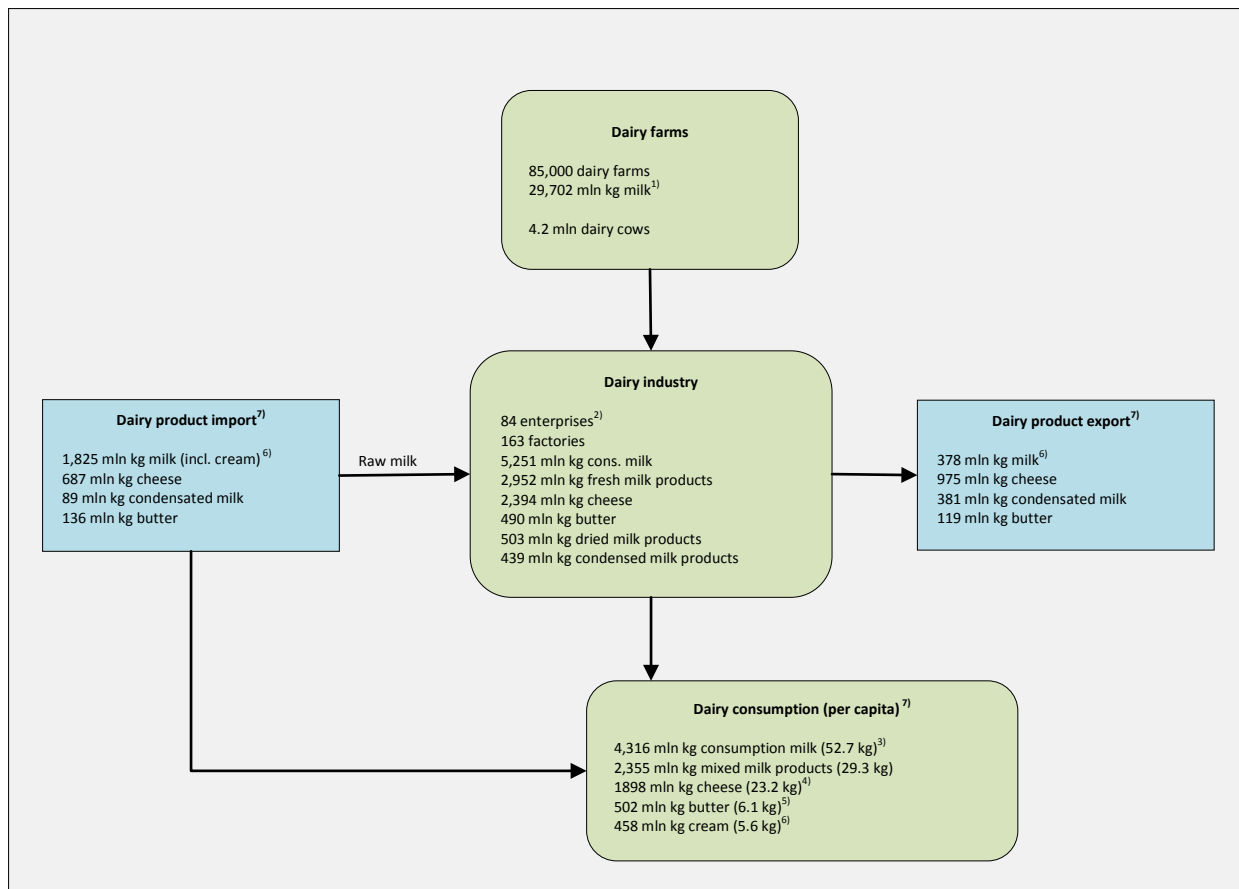 Dairy farms
85,000 dairy farms
29,702 mln kg milk1)
4.2 mln dairy cows
Dairy industry
84 enterprises2)
163 factories
5,251 mln kg cons. milk
2,952 mln kg fresh milk products
2,394 mln kg cheese
490 mln kg butter
503 mln kg dried milk products
439 mln kg condensed milk products
Dairy product import7)
1,825 mln kg milk (incl. cream) 6)
687 mln kg cheese
89 mln kg condensated milk
136 mln kg butter
Raw milk
Dairy product export7)
378 mln kg milk6)
975 mln kg cheese
381 mln kg condensated milk
119 mln kg butter
Dairy consumption (per capita) 7)
4,316 mln kg consumption milk (52.7 kg)3)
2,355 mln kg mixed milk products (29.3 kg)
1898 mln kg cheese (23.2 kg)4)
502 mln kg butter (6.1 kg)5)
458 mln kg cream (5.6 kg)6)